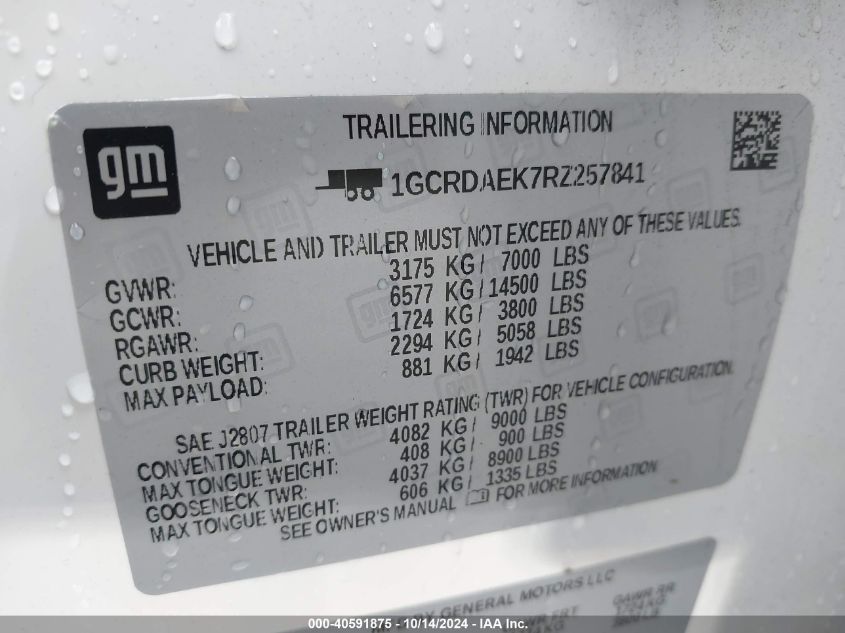 TRAILERING INFORMATION
gm
1GCRDAEK7RZ257841
VEHICLE AND TRAILER MUST NOT EXCEED ANY OF THESE VALUES.
GVWR: 3175 KG/ 7000 LBS
GCWR: 6577 KG/ 14500 LBS
RGAWR: 1724 KG/ 3800 LBS
CURB WEIGHT: 2294 KG/ 5058 LBS
MAX PAYLOAD: 881 KG/ 1942 LBS
SAE J2807 TRAILER WEIGHT RATING (TWR) FOR VEHICLE CONFIGURATION.
CONVENTIONAL TWR: 4082 KG/ 9000 LBS
MAX TONGUE WEIGHT: 408 KG/ 900 LBS
GOOSENECK TWR: 4037 KG/ 8900 LBS
MAX TONGUE WEIGHT: 606 KG/ 1335 LBS
SEE OWNER'S MANUAL FOR MORE INFORMATION
BY GENERAL MOTORS LLC
GAWR RR
000-40591875 - 10/14/2024 - IAAI Inc.